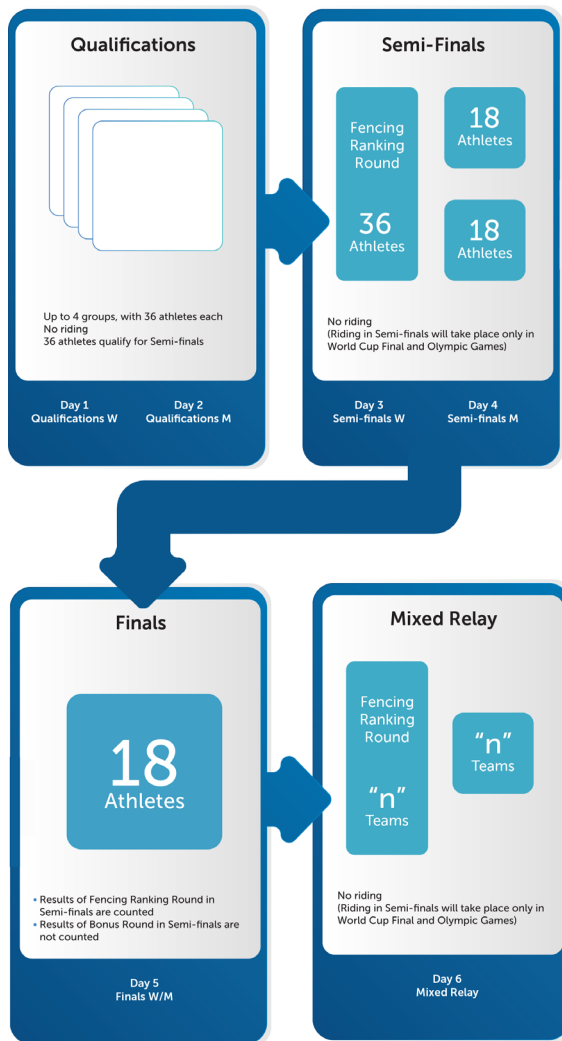 Qualifications
Up to 4 groups, with 36 athletes each
No riding
36 athletes qualify for Semi-finals
Day 1
Qualifications W
Day 2
Qualifications M
Semi-Finals
Fencing
Ranking
Round
36
Athletes
18
Athletes
18
Athletes
No riding
(Riding in Semi-finals will take place only in
World Cup Final and Olympic Games)
Day 3
Semi-finals W
Day 4
Semi-finals M
Finals
18
Athletes
• Results of Fencing Ranking Round in
Semi-finals are counted
• Results of Bonus Round in Semi-finals are
not counted
Day 5
Finals W/M
Mixed Relay
Fencing
Ranking
Round
“n”
Teams
“n”
Teams
No riding
(Riding in Semi-finals will take place only in
World Cup Final and Olympic Games)
Day 6
Mixed Relay